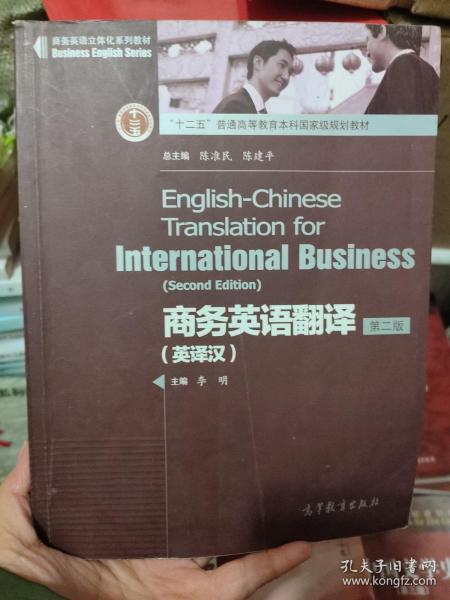 商务英语立体化系列教材
Business English Series
十二五
“十二五”普通高等教育本科国家级规划教材
总主编 陈准民 陈建平
English-Chinese
Translation for
International Business
(Second Edition)
商务英语翻译 第二版
（英译汉）
主编 李明
高等教育出版社
孔夫子旧书网
www.kongfz.com